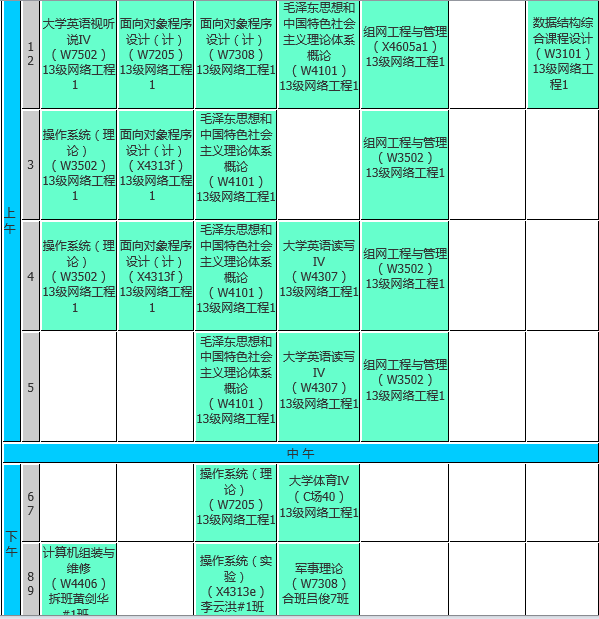 上
午
1
2
大学英语视听
说IV
（W7502）
13级网络工程
1
面向对象程序
设计（计）
（W7205）
13级网络工程
1
面向对象程序
设计（计）
（W7308）
13级网络工程1
毛泽东思想和
中国特色社会
主义理论体系
概论
（W4101）
13级网络工程1
组网工程与管理
（X4605a1）
13级网络工程1
数据结构综
合课程设计
（W3101）
13级网络工
程1
3
操作系统（理
论）
（W3502）
13级网络工程
1
面向对象程序
设计（计）
（X4313f）
13级网络工程
1
毛泽东思想和
中国特色社会
主义理论体系
概论
（W4101）
13级网络工程1
组网工程与管理
（W3502）
13级网络工程1
4
操作系统（理
论）
（W3502）
13级网络工程
1
面向对象程序
设计（计）
（X4313f）
13级网络工程
1
毛泽东思想和
中国特色社会
主义理论体系
概论
（W4101）
13级网络工程1
大学英语读写
IV
（W4307）
13级网络工程1
组网工程与管理
（W3502）
13级网络工程1
5
毛泽东思想和
中国特色社会
主义理论体系
概论
（W4101）
13级网络工程1
大学英语读写
IV
（W4307）
13级网络工程1
组网工程与管理
（W3502）
13级网络工程1
中 午
下
午
6
7
操作系统（理
论）
（W7205）
13级网络工程1
大学体育IV
（C场40）
13级网络工程1
8
9
计算机组装与
维修
（W4406）
拆班黄剑华
#1班
操作系统（实
验）
（X4313e）
李云洪#1班
军事理论
（W7308）
合班吕俊7班